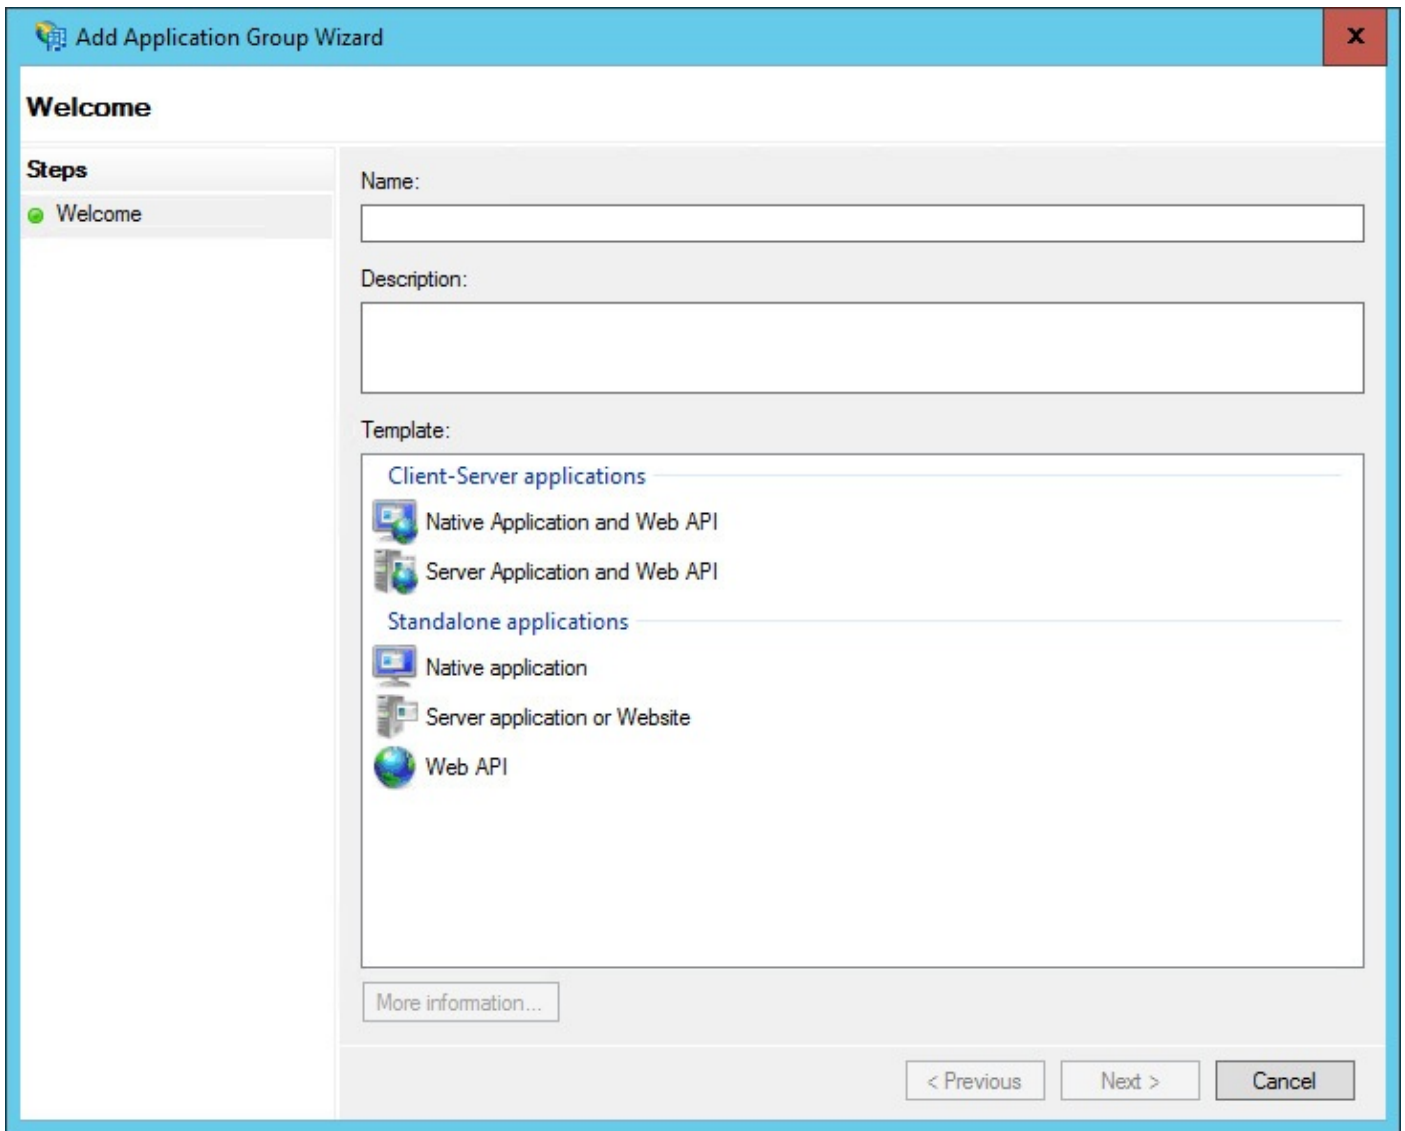 Add Application Group Wizard
x
Welcome
Steps
Welcome
Name:
Description:
Template:
Client-Server applications
Native Application and Web API
Server Application and Web API
Standalone applications
Native application
Server application or Website
Web API
More information...
< Previous
Next >
Cancel